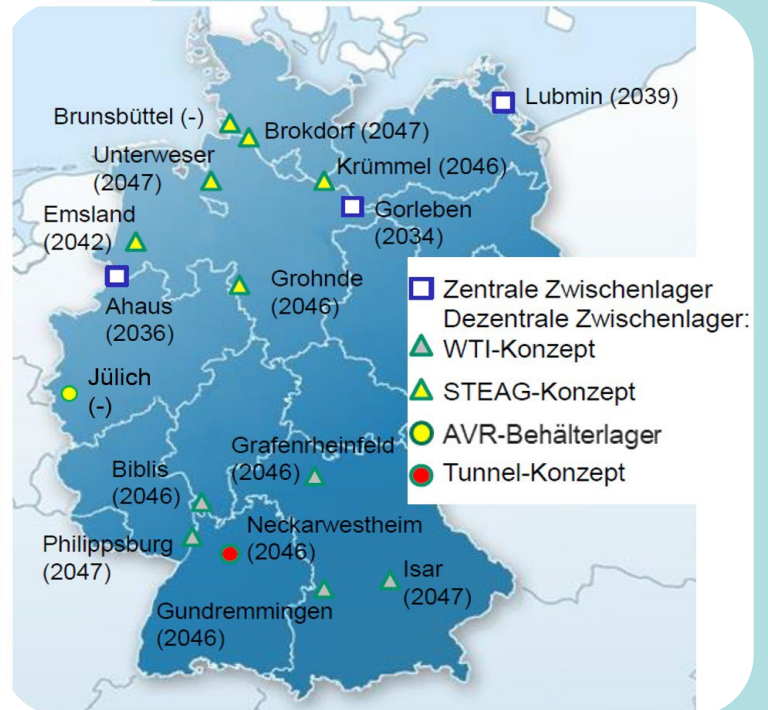 Lubmin (2039)
Brunsbüttel (-)
Brokdorf (2047)
Unterweser
(2047)
Krümmel (2046)
Emsland
(2042)
Gorleben
(2034)
Ahaus
(2036)
Grohnde
(2046)
Jülich
(-)
Grafenrheinfeld
(2046)
Biblis
(2046)
Philippsburg
(2047)
Neckarwestheim
(2046)
Isar
(2047)
Gundremmingen
(2046)
Zentrale Zwischenlager
Dezentrale Zwischenlager:
WTI-Konzept
STEAG-Konzept
AVR-Behälterlager
Tunnel-Konzept